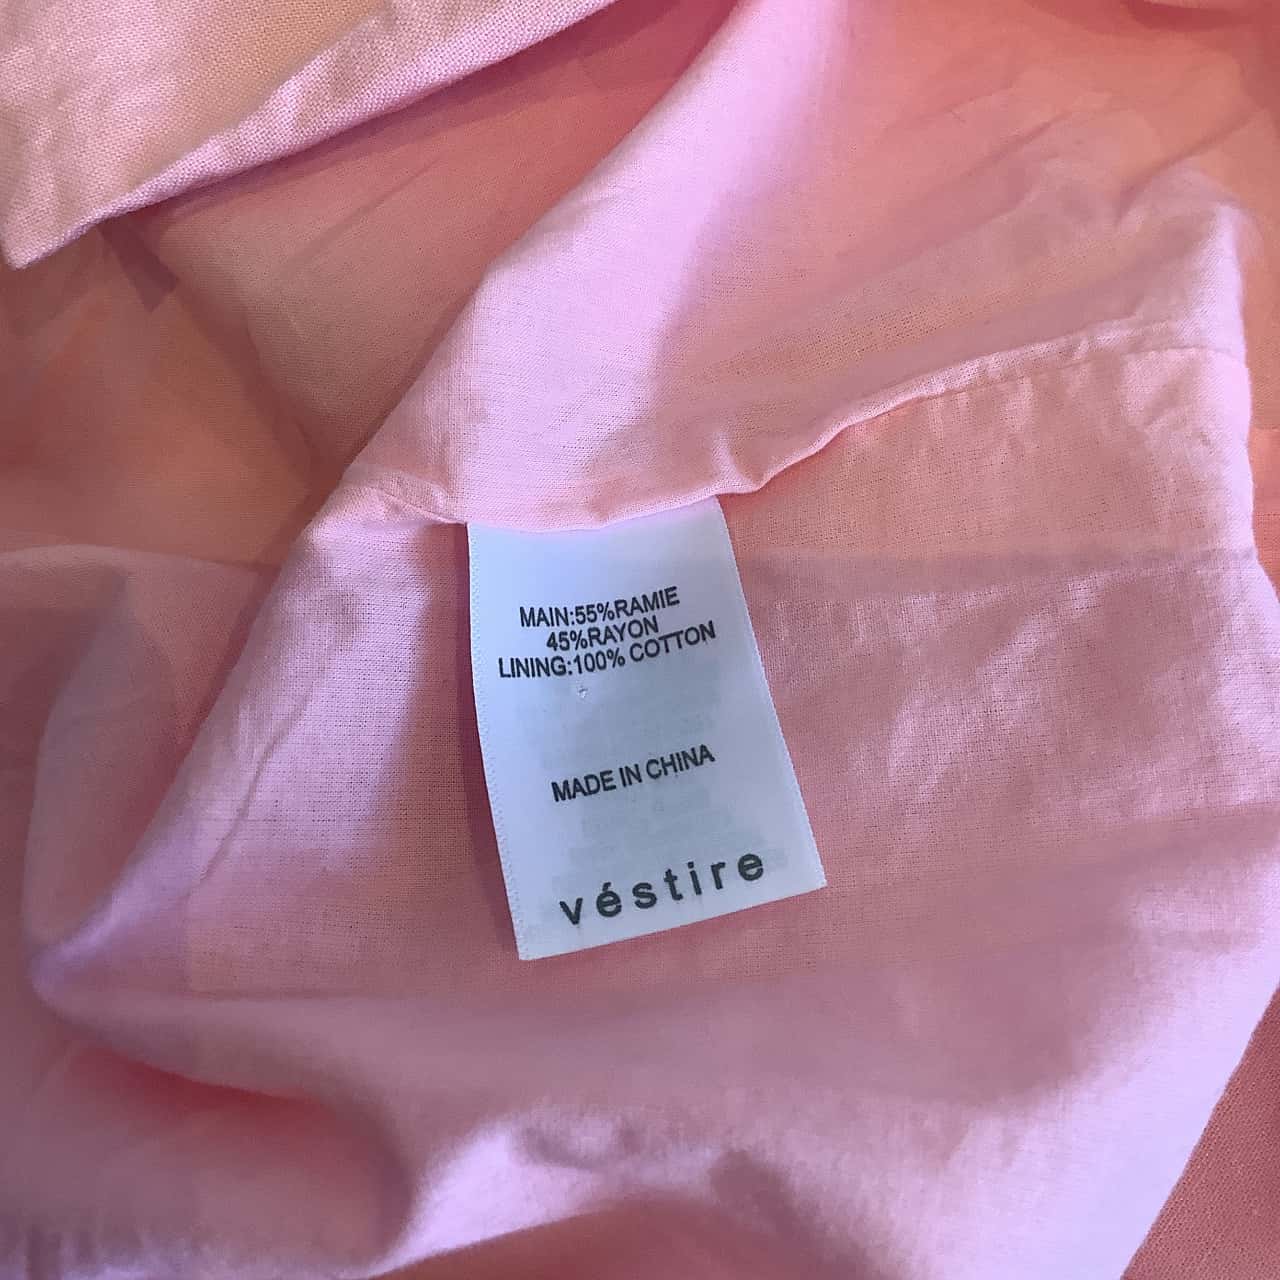 MAIN:55%RAMIE
45%RAYON
LINING:100% COTTON
MADE IN CHINA
véstire